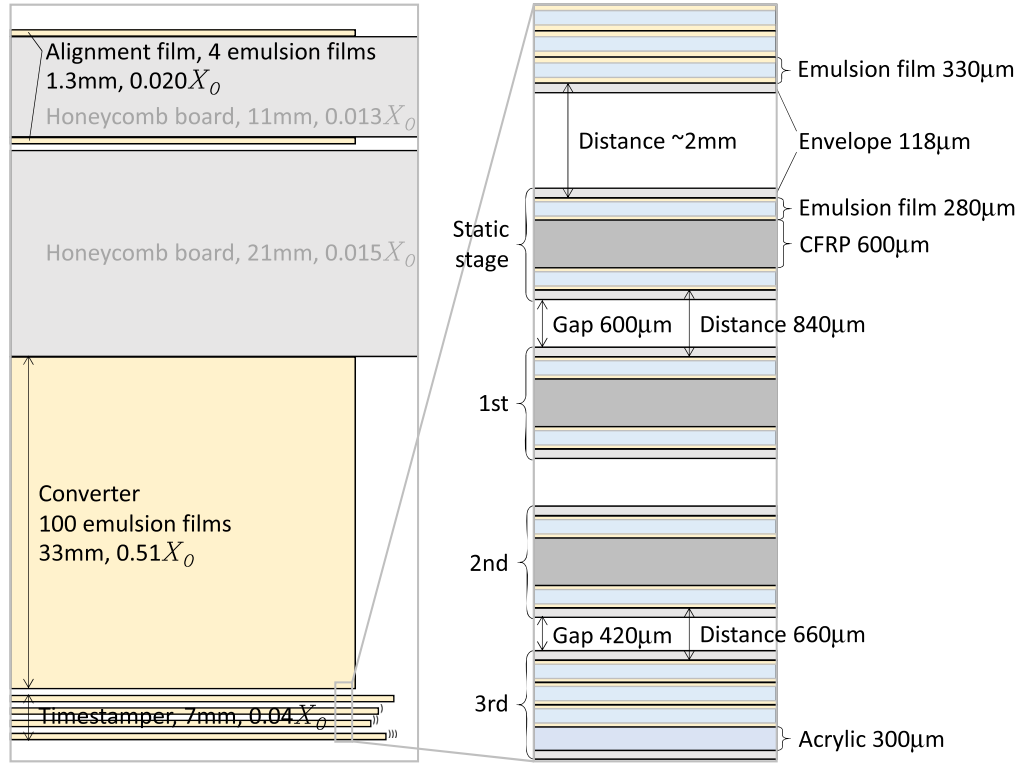 Alignment film, 4 emulsion films
1.3mm, 0.020X0
Honeycomb board, 11mm, 0.013X0
Honeycomb board, 21mm, 0.015X0
Converter
100 emulsion films
33mm, 0.51X0
Timestamper, 7mm, 0.04X0
)
))
)))
Emulsion film 330μm
Distance ~2mm
Envelope 118μm
Static
stage
Emulsion film 280μm
CFRP 600μm
Gap 600μm
Distance 840μm
1st
2nd
Gap 420μm
Distance 660μm
3rd
Acrylic 300μm